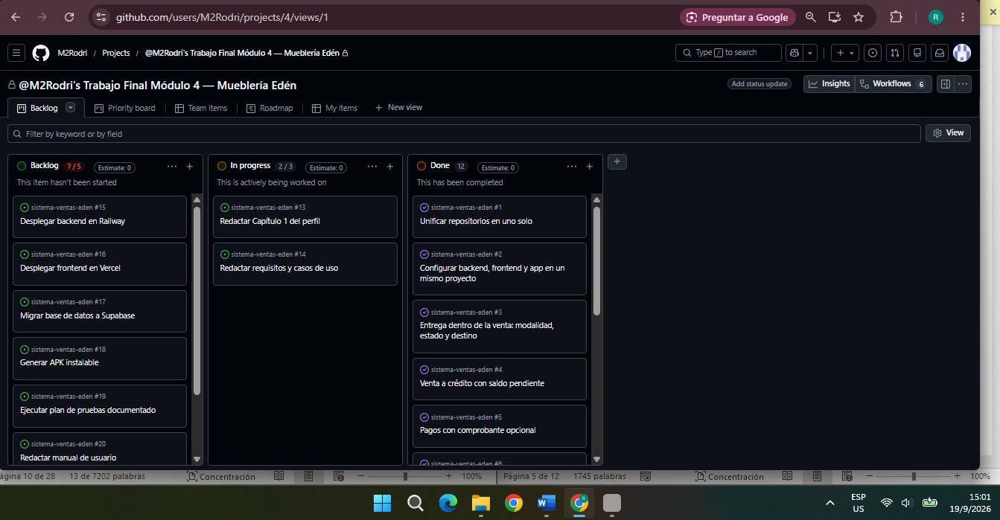 github.com/users/M2Rodri/projects/4/views/1
Preguntar a Google
R
M2Rodri / Projects / @M2Rodri's Trabajo Final Módulo 4 — Mueblería Edén
Type / to search
@M2Rodri's Trabajo Final Módulo 4 — Mueblería Edén
Add status update
Insights
Workflows 6
Backlog
Priority board
Team items
Roadmap
My items
+ New view
Filter by keyword or by field
View
Backlog 7 / 5 Estimate: 0
This item hasn't been started
sistema-ventas-eden #15
Desplegar backend en Railway
sistema-ventas-eden #16
Desplegar frontend en Vercel
sistema-ventas-eden #17
Migrar base de datos a Supabase
sistema-ventas-eden #18
Generar APK instalable
sistema-ventas-eden #19
Ejecutar plan de pruebas documentado
sistema-ventas-eden #20
Redactar manual de usuario
In progress 2 / 3 Estimate: 0
This is actively being worked on
sistema-ventas-eden #13
Redactar Capítulo 1 del perfil
sistema-ventas-eden #14
Redactar requisitos y casos de uso
Done 12 Estimate: 0
This has been completed
sistema-ventas-eden #1
Unificar repositorios en uno solo
sistema-ventas-eden #2
Configurar backend, frontend y app en un
mismo proyecto
sistema-ventas-eden #3
Entrega dentro de la venta: modalidad,
estado y destino
sistema-ventas-eden #4
Venta a crédito con saldo pendiente
sistema-ventas-eden #5
Pagos con comprobante opcional
sistema-ventas-eden #6
ágina 10 de 28 13 de 7202 palabras Concentración 100%
Página 5 de 12 1745 palabras Concentración 100%
ESP
US
15:01
19/9/2026